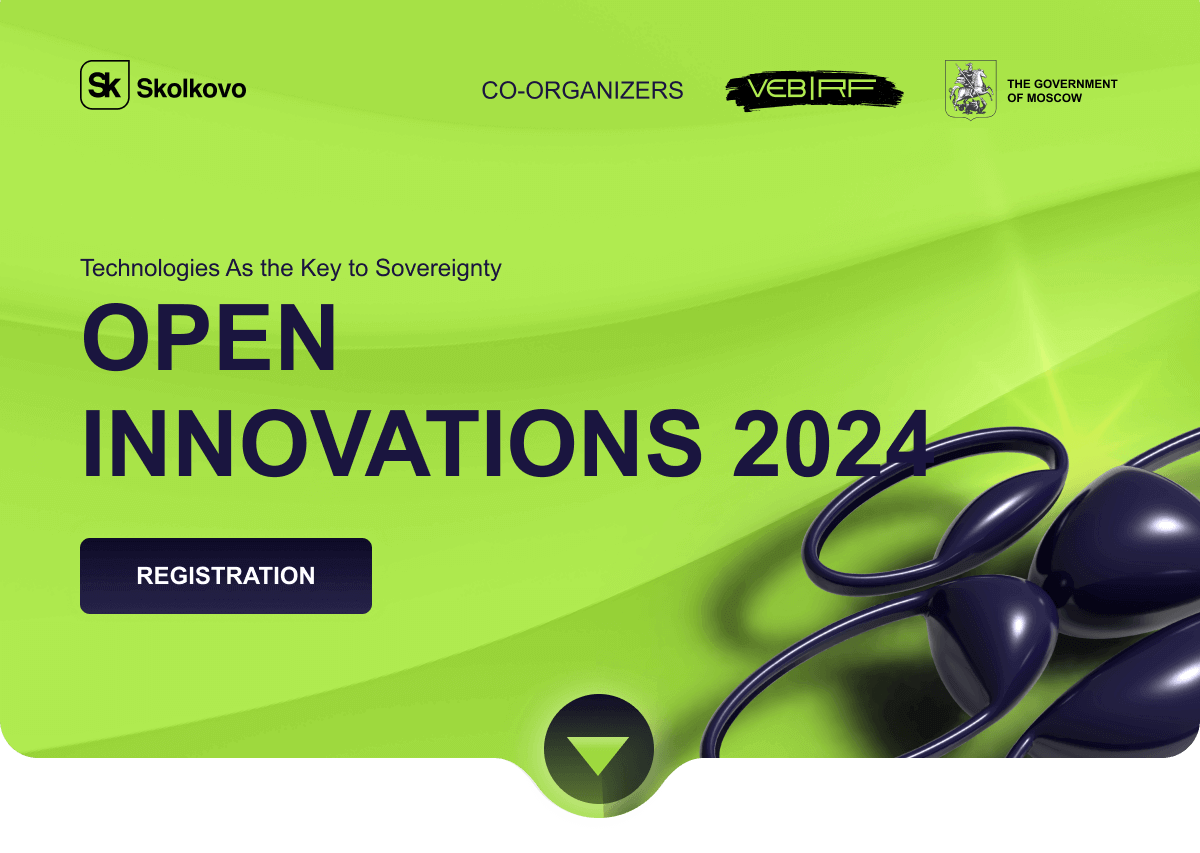 Sk Skolkovo
CO-ORGANIZERS
VEB|RF
THE GOVERNMENT
OF MOSCOW
Technologies As the Key to Sovereignty
OPEN
INNOVATIONS 2024
REGISTRATION